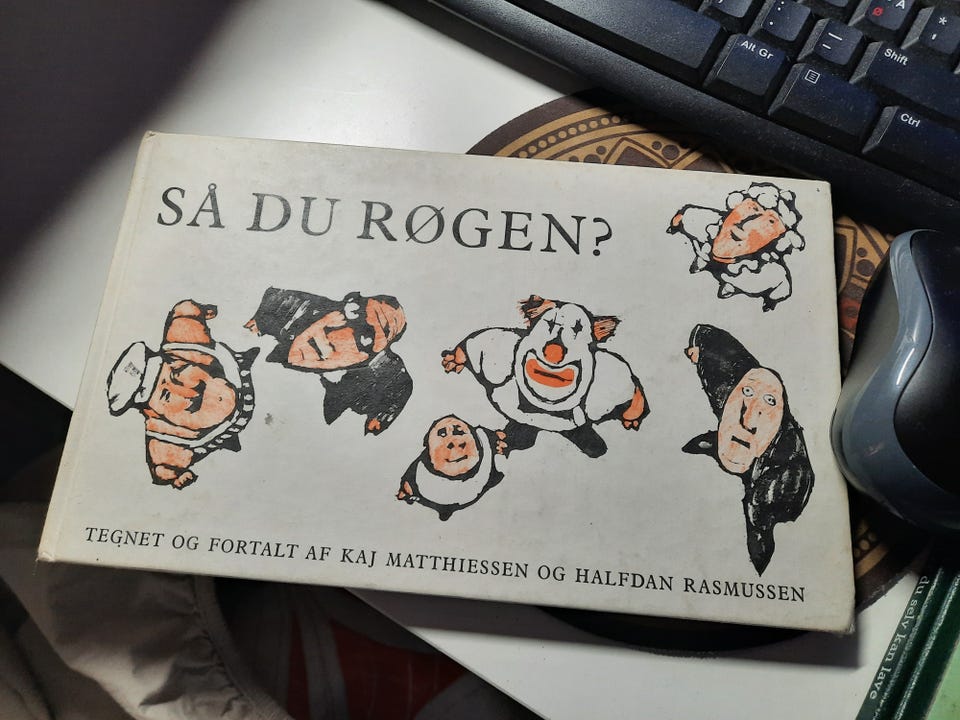 SÅ DU RØGEN?
TEGNET OG FORTALT AF KAJ MATTHIESSEN OG HALFDAN RASMUSSEN
Alt Gr
Shift
Ctrl
A
Ø
*
'
:
.
_
-
du selv kan lave